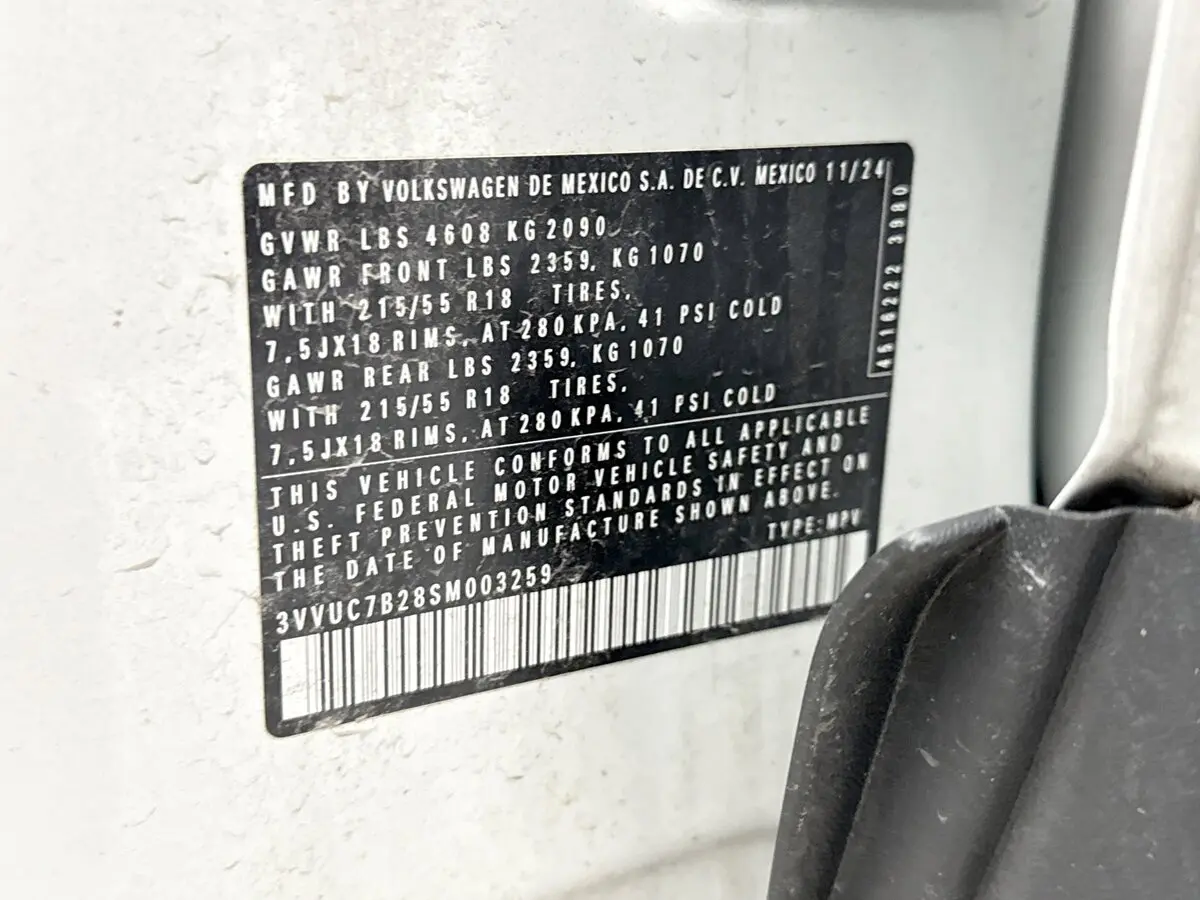 MFD BY VOLKSWAGEN DE MEXICO S.A. DE C.V. MEXICO 11/24
GVWR LBS 4608 KG 2090
GAWR FRONT LBS 2359, KG 1070
WITH 215/55 R18 TIRES,
7,5JX18 RIMS, AT 280 KPA, 41 PSI COLD
GAWR REAR LBS 2359, KG 1070
WITH 215/55 R18 TIRES,
7,5JX18 RIMS, AT 280 KPA, 41 PSI COLD
THIS VEHICLE CONFORMS TO ALL APPLICABLE
U.S. FEDERAL MOTOR VEHICLE SAFETY AND
THEFT PREVENTION STANDARDS IN EFFECT ON
THE DATE OF MANUFACTURE SHOWN ABOVE.
TYPE:MPV
3VVUC7B28SM003259
4516222 3980